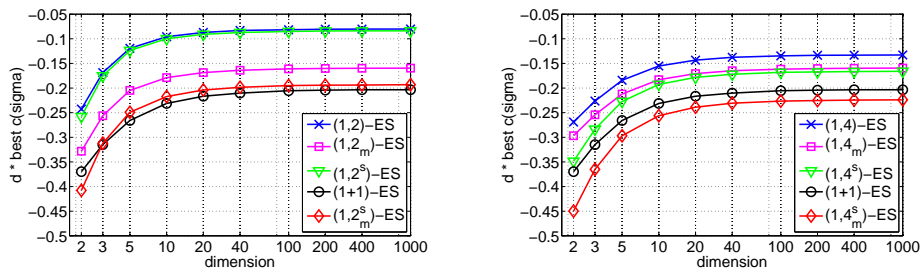 d * best c(sigma)
−0.05
−0.1
−0.15
−0.2
−0.25
−0.3
−0.35
−0.4
−0.45
−0.5
2 3 5 10 20 40 100 200 400 1000
dimension
(1,2)−ES
(1,2m)−ES
(1,2s)−ES
(1+1)−ES
(1,2ms)−ES
d * best c(sigma)
−0.05
−0.1
−0.15
−0.2
−0.25
−0.3
−0.35
−0.4
−0.45
−0.5
2 3 5 10 20 40 100 200 400 1000
dimension
(1,4)−ES
(1,4m)−ES
(1,4s)−ES
(1+1)−ES
(1,4ms)−ES